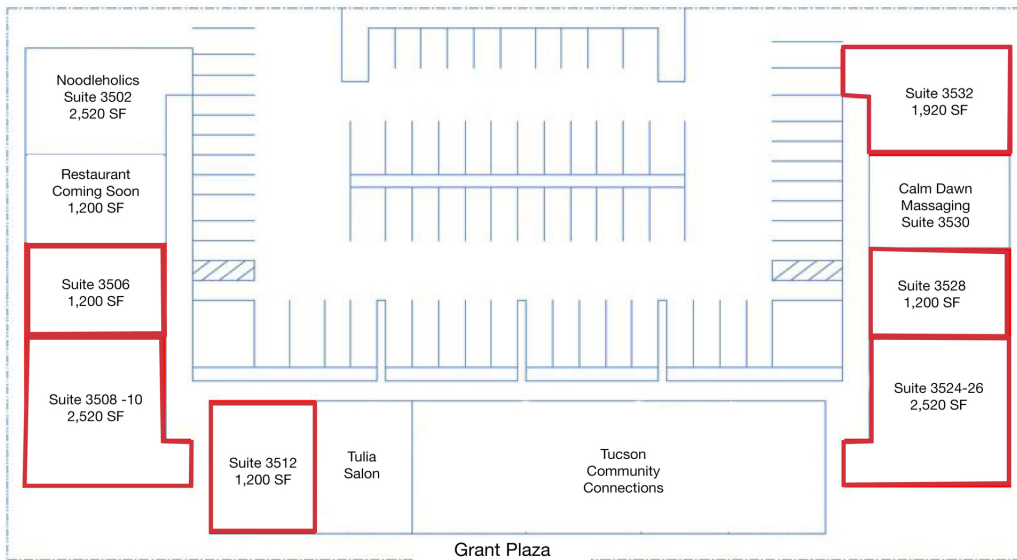 Noodleholics
Suite 3502
2,520 SF
Restaurant
Coming Soon
1,200 SF
Suite 3506
1,200 SF
Suite 3508 -10
2,520 SF
Suite 3512
1,200 SF
Tulia
Salon
Tucson
Community
Connections
Suite 3532
1,920 SF
Calm Dawn
Massaging
Suite 3530
Suite 3528
1,200 SF
Suite 3524-26
2,520 SF
Grant Plaza